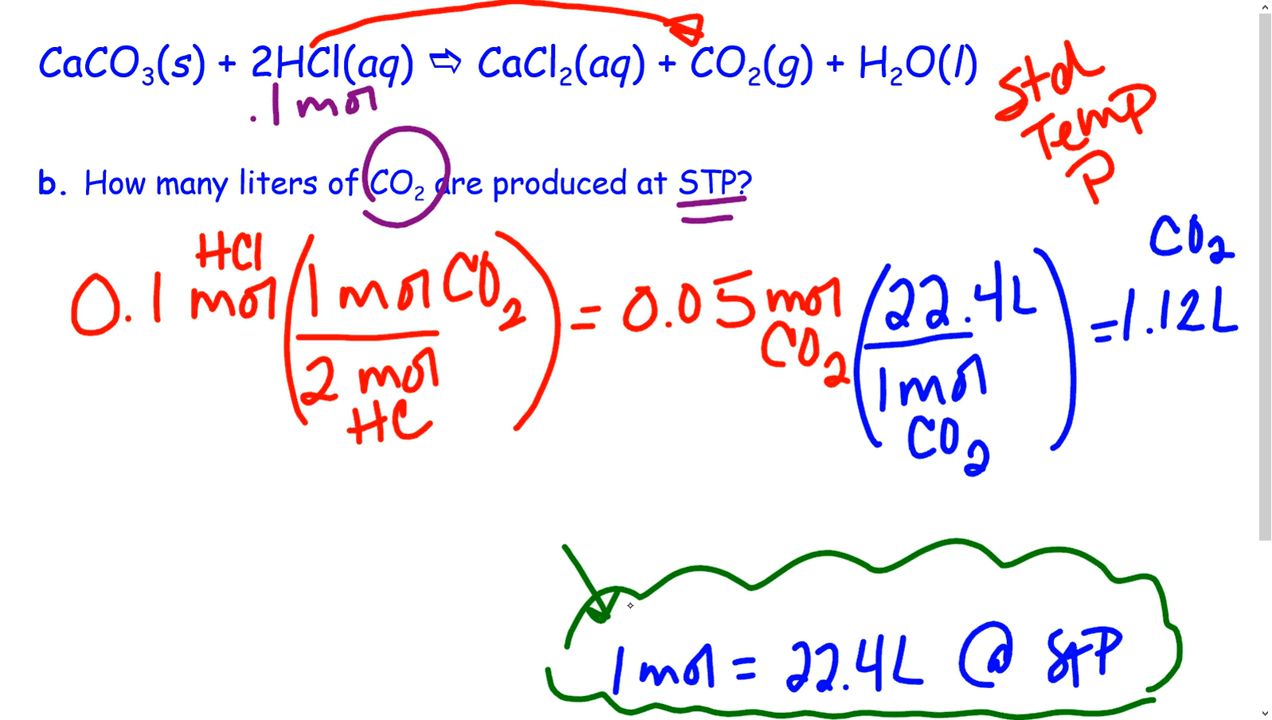 CaCO₃(s) + 2HCl(aq) ⇨ CaCl₂(aq) + CO₂(g) + H₂O(l)
.1 mol
Std
Temp
P
b. How many liters of CO₂ are produced at STP?
0.1 mol HCl (1 mol CO₂ / 2 mol HC) = 0.05 mol CO₂ (22.4L / 1 mol CO₂) = 1.12L CO₂
1 mol = 22.4L @ STP